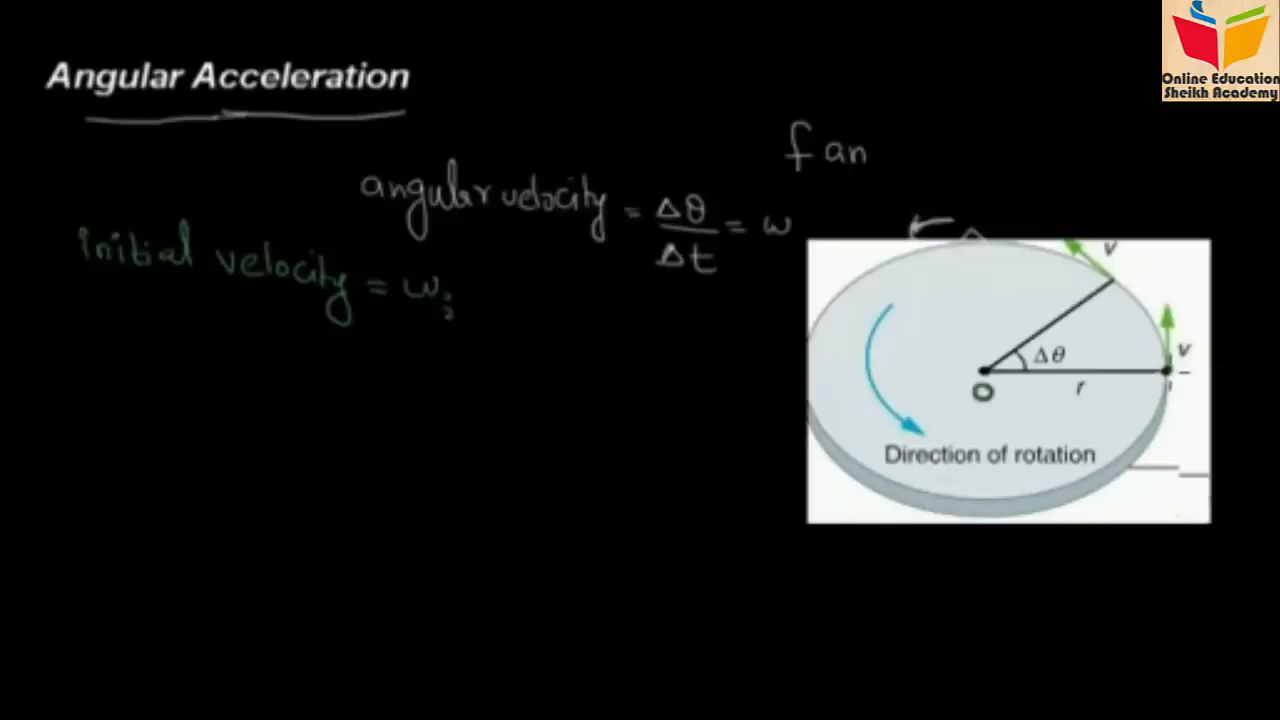 Online Education
Sheikh Academy
Angular Acceleration
fan
angular velocity = Δθ/Δt = ω
initial velocity = ωi
v
Δθ
v
r
O
Direction of rotation